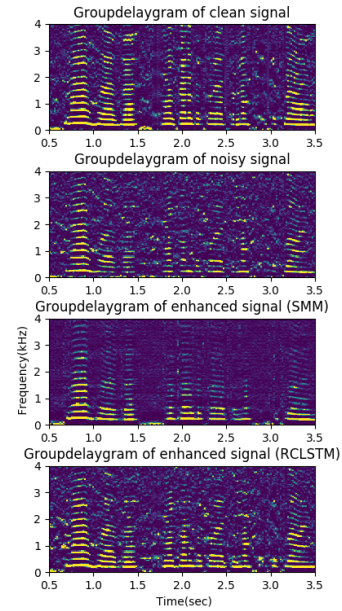 Groupdelaygram of clean signal
4
3
2
1
0
0.5 1.0 1.5 2.0 2.5 3.0 3.5
Groupdelaygram of noisy signal
4
3
2
1
0
0.5 1.0 1.5 2.0 2.5 3.0 3.5
Groupdelaygram of enhanced signal (SMM)
Frequency(kHz)
4
3
2
1
0
0.5 1.0 1.5 2.0 2.5 3.0 3.5
Groupdelaygram of enhanced signal (RCLSTM)
4
3
2
1
0
0.5 1.0 1.5 2.0 2.5 3.0 3.5
Time(sec)